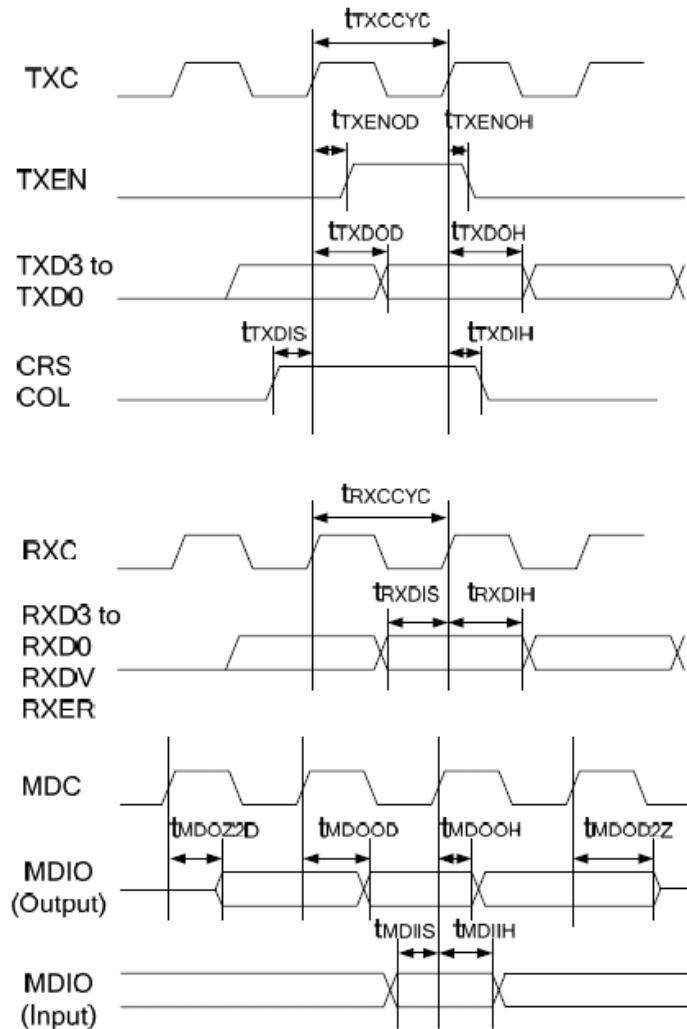 tTXCCYC
TXC
tTXENOD tTXENOH
TXEN
tTXDOD tTXDOH
TXD3 to
TXD0
tTXDIS tTXDIH
CRS
COL
tRXCCYC
RXC
tRXDIS tRXDIH
RXD3 to
RXD0
RXDV
RXER
MDC
tMDOZ2D tMDOOD tMDOOH tMDOD2Z
MDIO
(Output)
tMDIIS tMDIIH
MDIO
(Input)